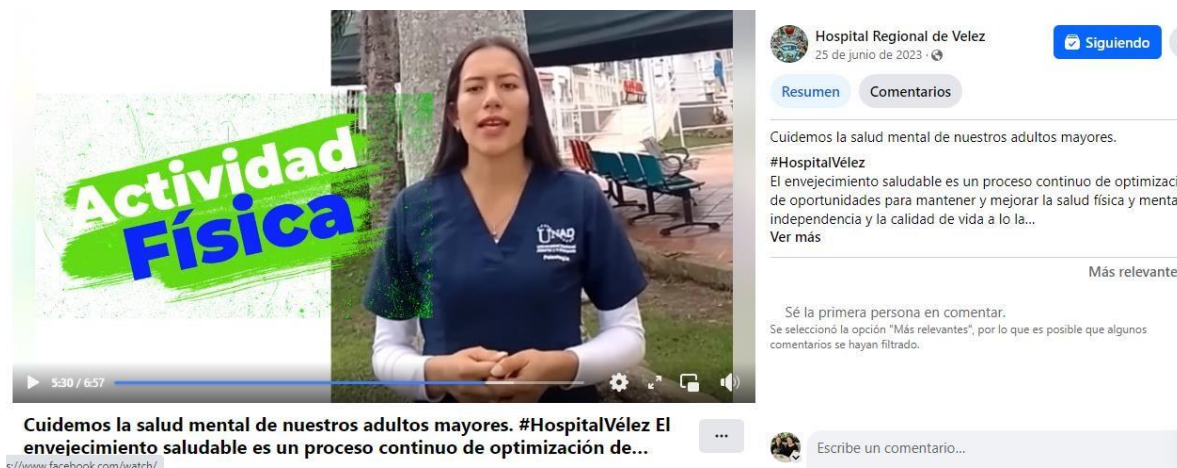 Actividad
Física
UNAD
Psicología
5:30 / 6:57
Cuidemos la salud mental de nuestros adultos mayores. #HospitalVélez El
envejecimiento saludable es un proceso continuo de optimización de...
s://www.facebook.com/watch/
Hospital Regional de Velez
25 de junio de 2023 ·
Siguiendo
Resumen
Comentarios
Cuidemos la salud mental de nuestros adultos mayores.
#HospitalVélez
El envejecimiento saludable es un proceso continuo de optimizaci
de oportunidades para mantener y mejorar la salud física y menta
independencia y la calidad de vida a lo la...
Ver más
Más relevante
Sé la primera persona en comentar.
Se seleccionó la opción "Más relevantes", por lo que es posible que algunos
comentarios se hayan filtrado.
Escribe un comentario...